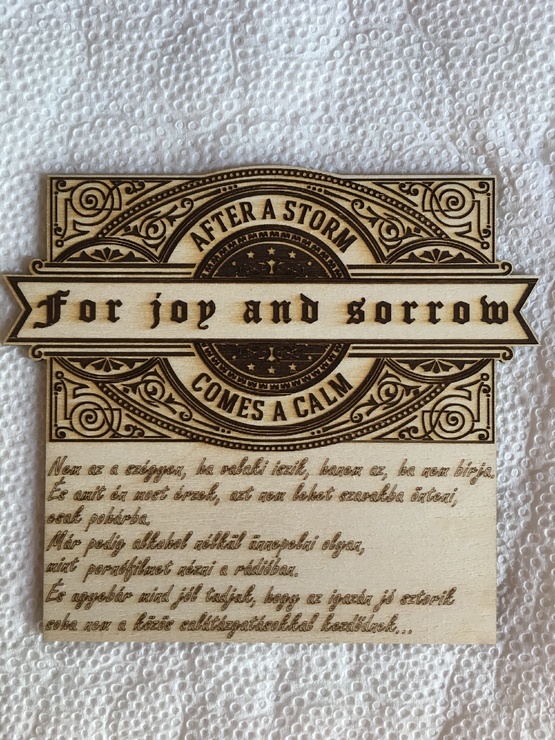 AFTER A STORM
For joy and sorrow
COMES A CALM
Nem az a szégyen, ha valaki iszik, hanem az, ha nem bírja.
És amit én most érzek, azt nem lehet szavakba önteni,
csak pohárba.
Már pedig alkohol nélkül ünnepelni olyan,
mint pornófilmet nézni a rádióban.
És ugyebár mind jól tudjuk, hogy az igazán jó sztorik
soha nem a közös salátázgatásokkal kezdődnek...